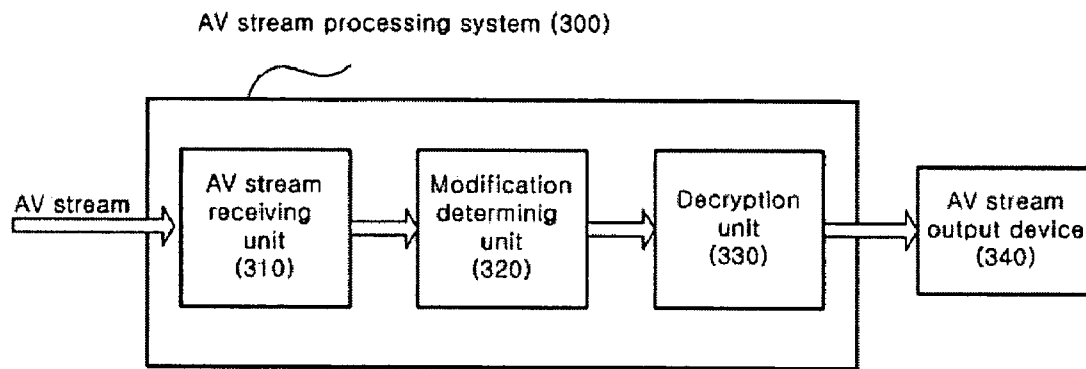 AV stream processing system (300)
AV stream
AV stream
receiving
unit
(310)
Modification
determinig
unit
(320)
Decryption
unit
(330)
AV stream
output device
(340)